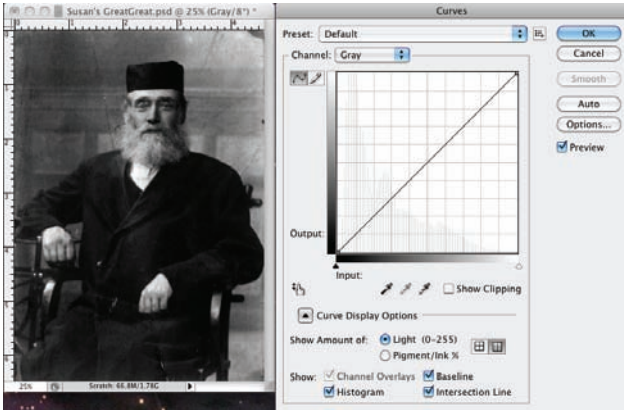 Susan's GreatGreat.psd @ 25% (Gray/8*) *
25%
Scratch: 66.8M/1.78G
Curves
Preset: Default
OK
Channel: Gray
Cancel
Smooth
Auto
Options...
Preview
Output:
Input:
Show Clipping
Curve Display Options
Show Amount of: Light (0-255)
Pigment/Ink %
Show: Channel Overlays Baseline
Histogram Intersection Line